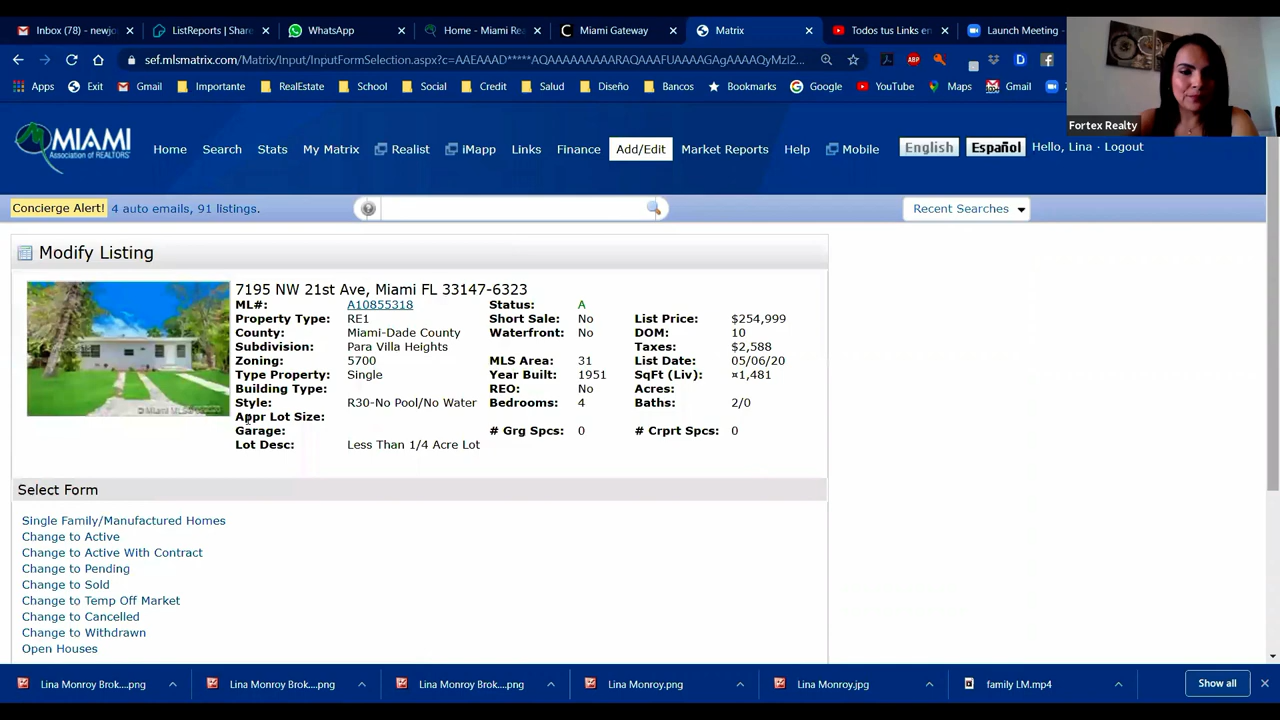 Inbox (78) - newjo
ListReports | Share
WhatsApp
Home - Miami Re
Miami Gateway
Matrix
Todos tus Links en
Launch Meeting -
sef.mlsmatrix.com/Matrix/Input/InputFormSelection.aspx?c=AAEAAAD*****AQAAAAAAAAARAQAAAFUAAAAGAgAAAAQyMzI2...
Apps
Exit
Gmail
Importante
RealEstate
School
Social
Credit
Salud
Diseño
Bancos
Bookmarks
Google
YouTube
Maps
Gmail
Fortex Realty
MIAMI
Association of REALTORS®
Home
Search
Stats
My Matrix
Realist
iMapp
Links
Finance
Add/Edit
Market Reports
Help
Mobile
English
Español
Hello, Lina · Logout
Concierge Alert! 4 auto emails, 91 listings.
Recent Searches
Modify Listing
7195 NW 21st Ave, Miami FL 33147-6323
ML#: A10855318 Status: A
Property Type: RE1 Short Sale: No List Price: $254,999
County: Miami-Dade County Waterfront: No DOM: 10
Subdivision: Para Villa Heights Taxes: $2,588
Zoning: 5700 MLS Area: 31 List Date: 05/06/20
Type Property: Single Year Built: 1951 SqFt (Liv): ¤1,481
Building Type: REO: No Acres:
Style: R30-No Pool/No Water Bedrooms: 4 Baths: 2/0
Appr Lot Size:
Garage: # Grg Spcs: 0 # Crprt Spcs: 0
Lot Desc: Less Than 1/4 Acre Lot
Select Form
Single Family/Manufactured Homes
Change to Active
Change to Active With Contract
Change to Pending
Change to Sold
Change to Temp Off Market
Change to Cancelled
Change to Withdrawn
Open Houses
Lina Monroy Brok....png
Lina Monroy Brok....png
Lina Monroy Brok....png
Lina Monroy.png
Lina Monroy.jpg
family LM.mp4
Show all